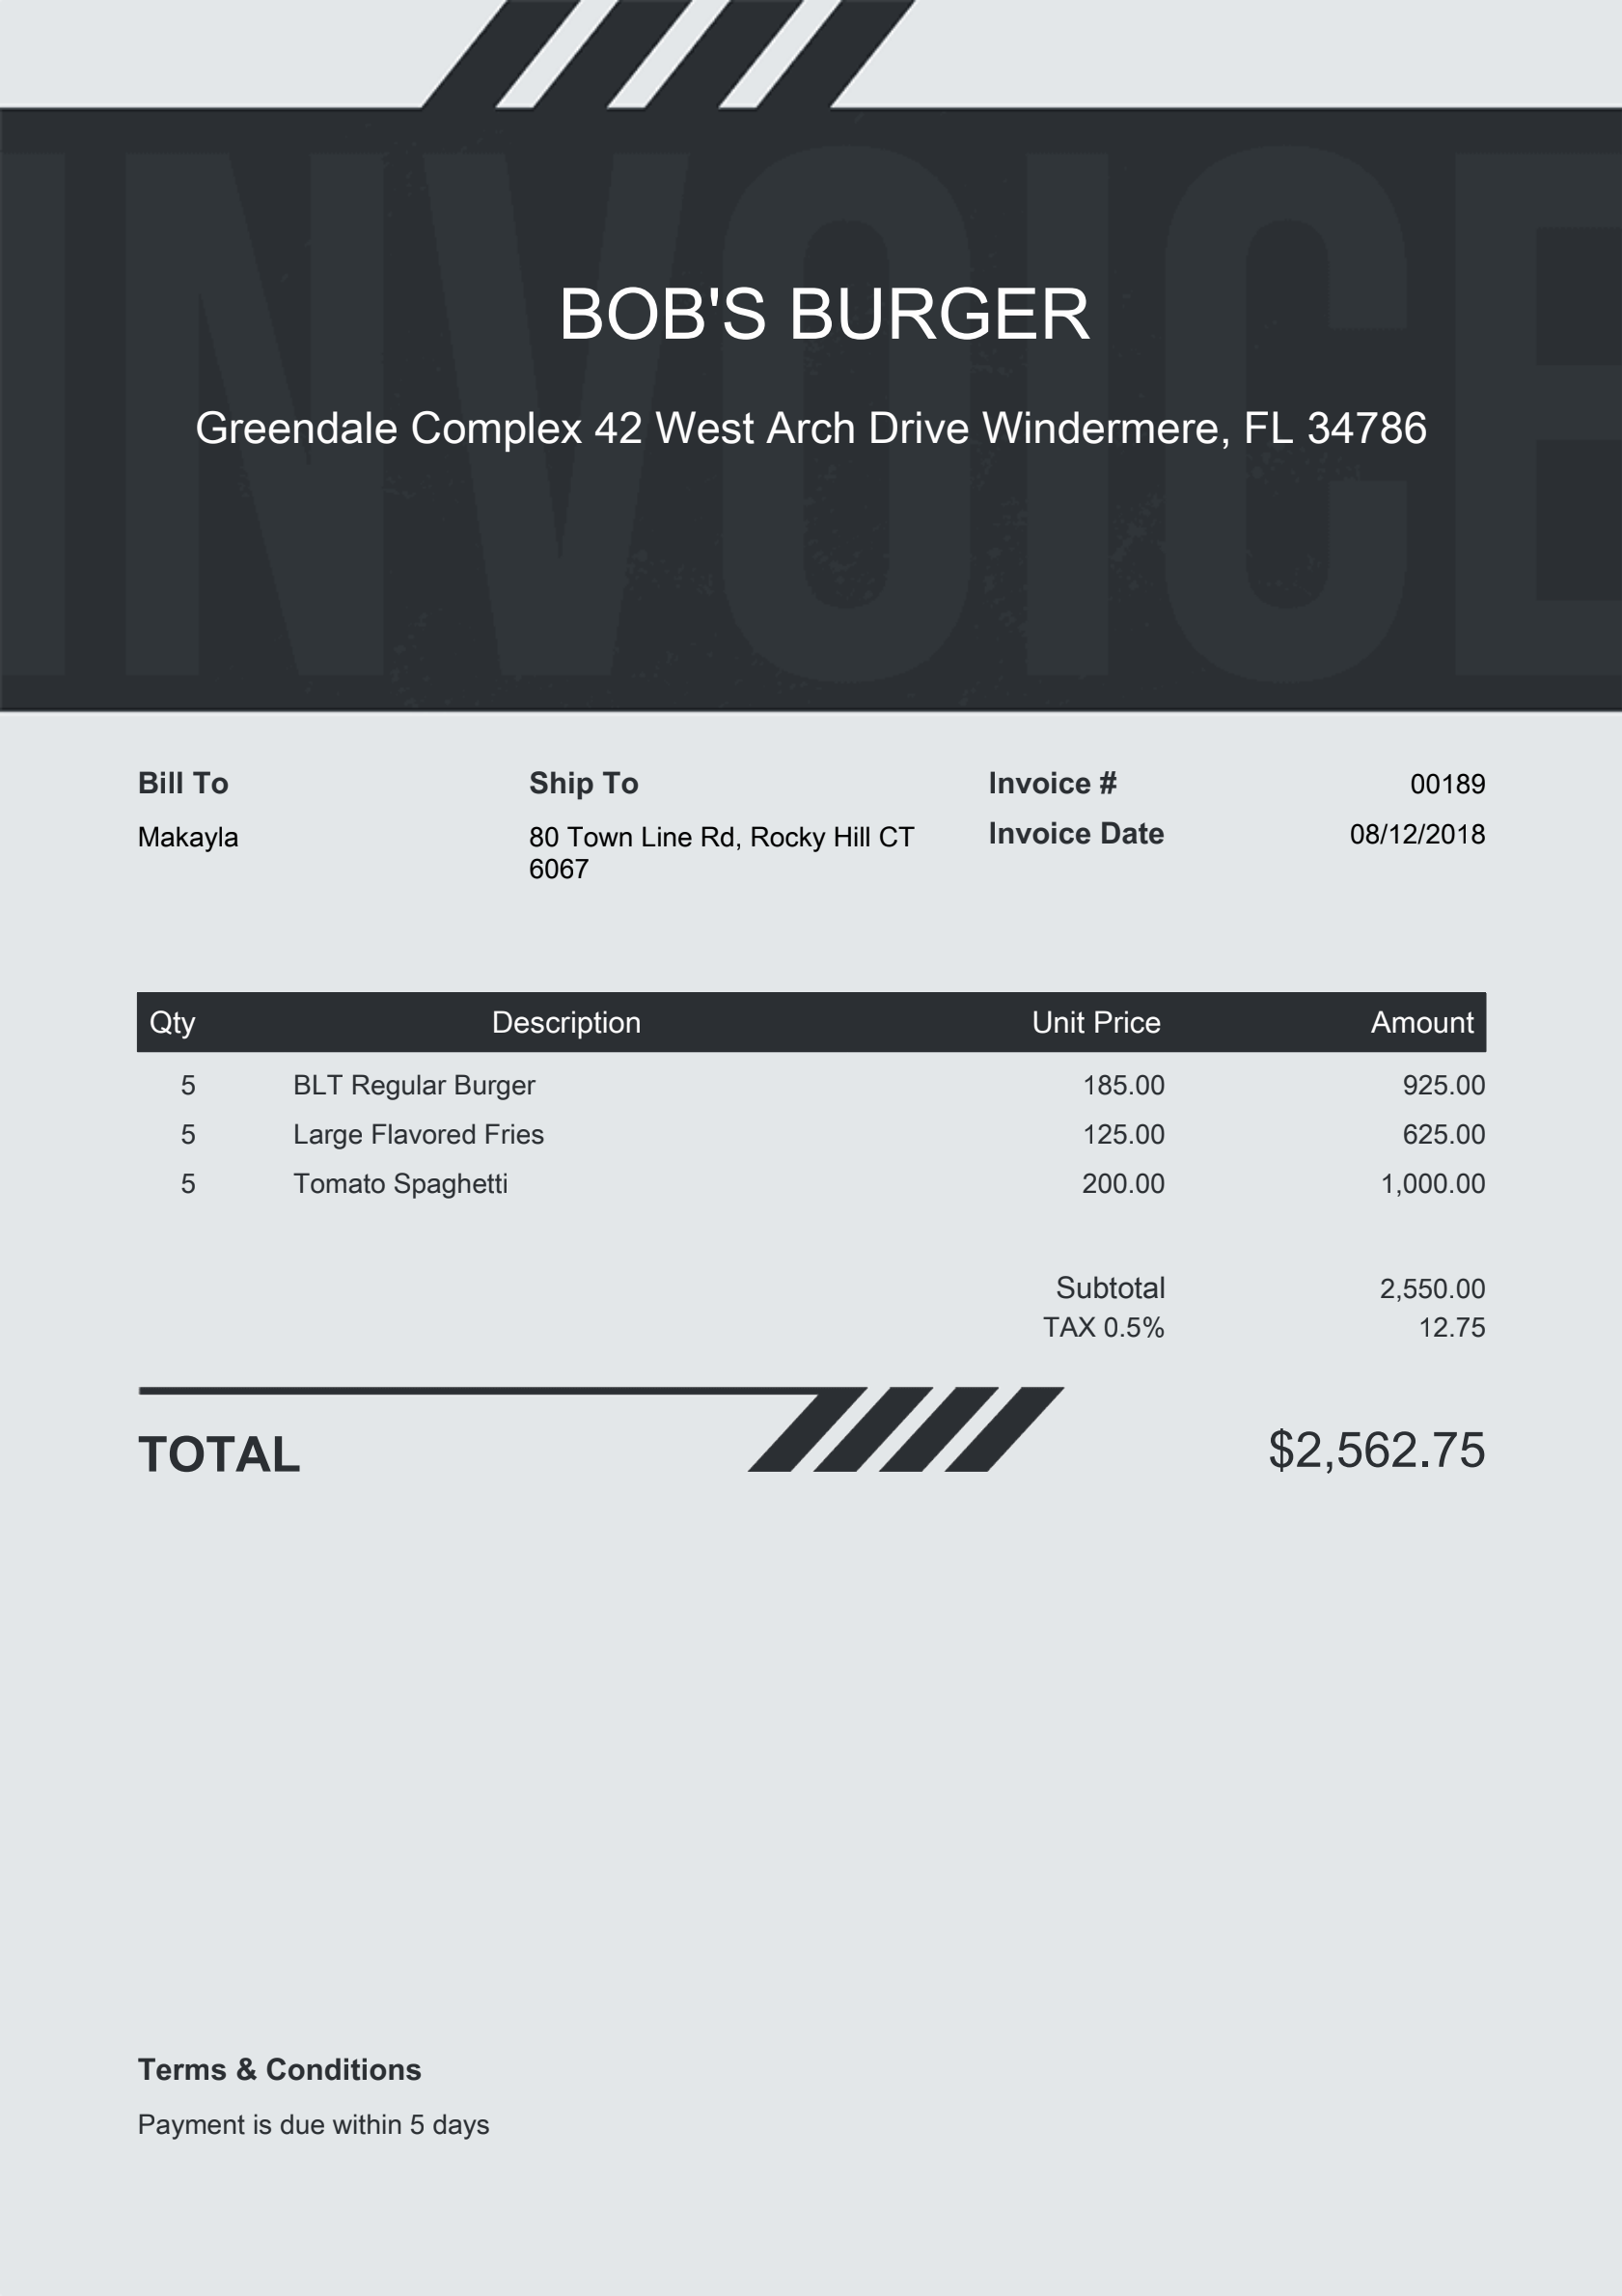 INVOICE
BOB'S BURGER
Greendale Complex 42 West Arch Drive Windermere, FL 34786
Bill To
Makayla
Ship To
80 Town Line Rd, Rocky Hill CT
6067
Invoice # 00189
Invoice Date 08/12/2018
Qty Description Unit Price Amount
5 BLT Regular Burger 185.00 925.00
5 Large Flavored Fries 125.00 625.00
5 Tomato Spaghetti 200.00 1,000.00
Subtotal 2,550.00
TAX 0.5% 12.75
TOTAL $2,562.75
Terms & Conditions
Payment is due within 5 days